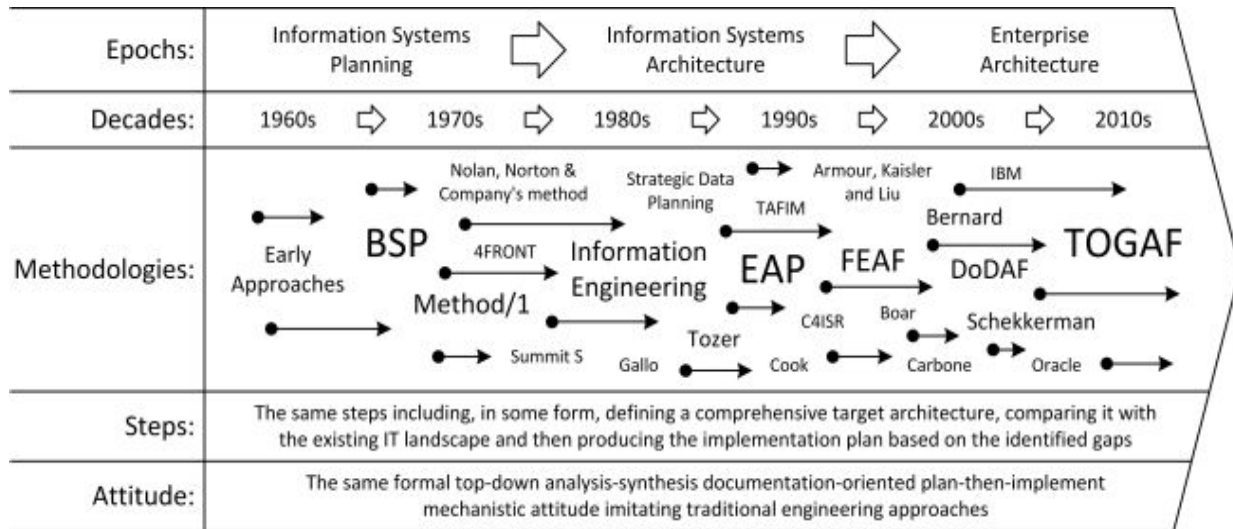 Epochs:
Information Systems
Planning
Information Systems
Architecture
Enterprise
Architecture
Decades:
1960s
1970s
1980s
1990s
2000s
2010s
Methodologies:
Early
Approaches
BSP
Nolan, Norton &
Company's method
4FRONT
Method/1
Summit S
Strategic Data
Planning
Information
Engineering
Gallo
Tozer
TAFIM
EAP
Cook
C4ISR
Armour, Kaisler
and Liu
FEAF
Boar
Carbone
IBM
Bernard
DoDAF
Schekkerman
Oracle
TOGAF
Steps:
The same steps including, in some form, defining a comprehensive target architecture, comparing it with
the existing IT landscape and then producing the implementation plan based on the identified gaps
Attitude:
The same formal top-down analysis-synthesis documentation-oriented plan-then-implement
mechanistic attitude imitating traditional engineering approaches